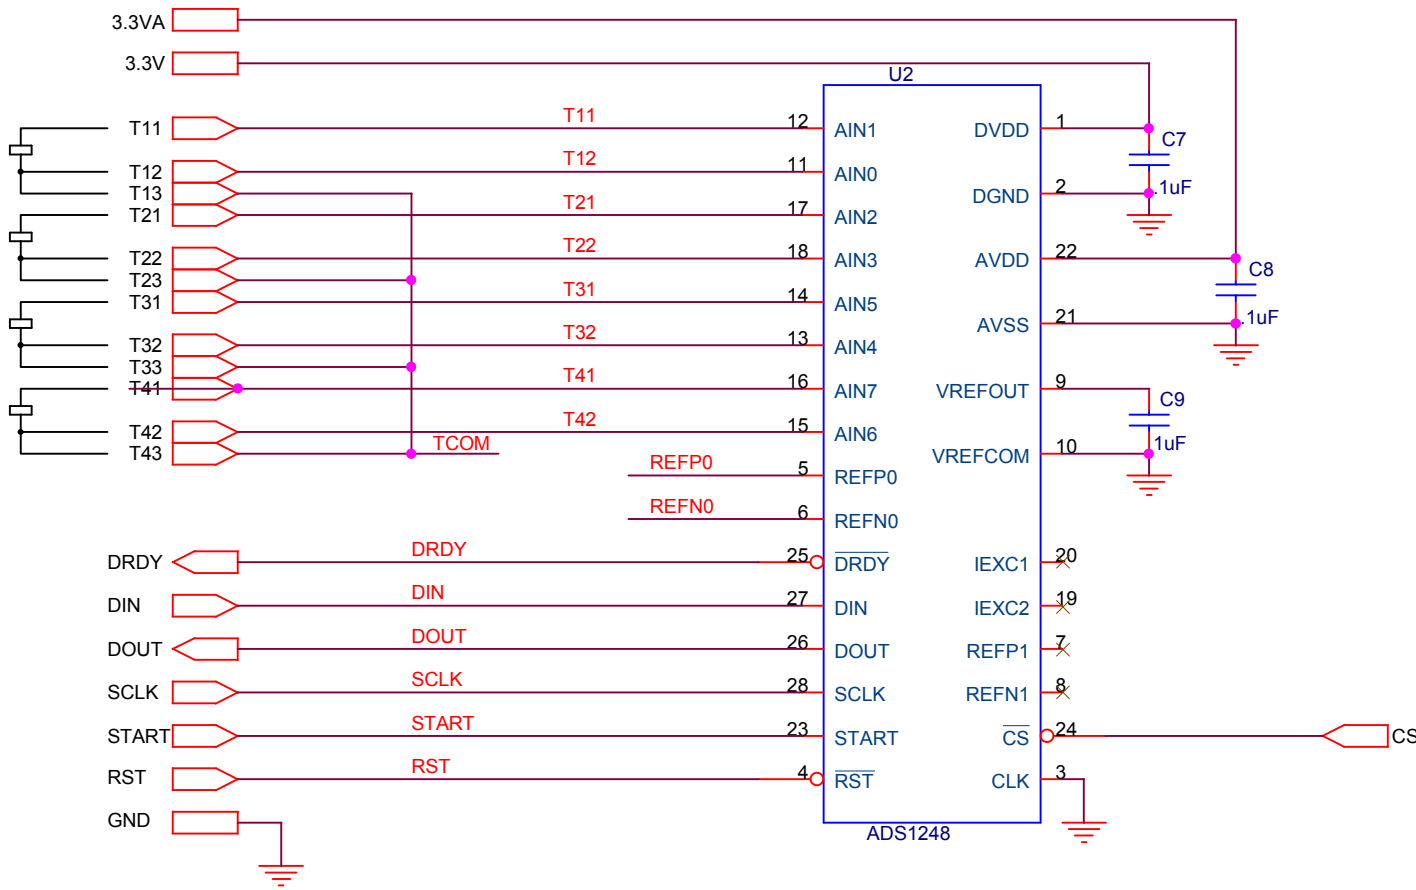 3.3VA
3.3V
U2
T11 T11 12 AIN1 DVDD 1 C7
T12 T12 11 AIN0
T13 DGND 2 .1uF
T21 T21 17 AIN2
T22 T22 18 AIN3 AVDD 22 C8
T23
T31 T31 14 AIN5 AVSS 21 .1uF
T32 T32 13 AIN4
T33
T41 T41 16 AIN7 VREFOUT 9 C9
T42 T42 15 AIN6
T43 TCOM VREFCOM 10 1uF
REFP0 5 REFP0
REFN0 6 REFN0
DRDY DRDY 25 DRDY IEXC1 20
DIN DIN 27 DIN IEXC2 19
DOUT DOUT 26 DOUT REFP1 7
SCLK SCLK 28 SCLK REFN1 8
START START 23 START CS 24 CS
RST RST 4 RST CLK 3
GND
ADS1248